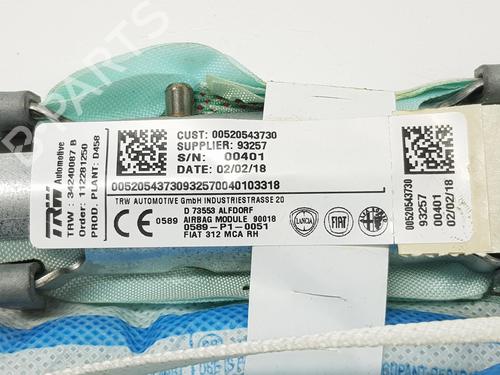 TRW Automotive
TRW : 34240087 B
Order: 112281250
PROD. PLANT: D458
CUST: 00520543730
SUPPLIER: 93257
S/N: 00401
DATE: 02/02/18
00520543730932570040103318
TRW AUTOMOTIVE GmbH INDUSTRIESTRASSE 20
D 73553 ALFDORF
CE 0589 AIRBAG MODULE 90018
0589-P1-0051
FIAT 312 MCA RH
LANCIA
FIAT
00520543730
93257
00401
02/02/18